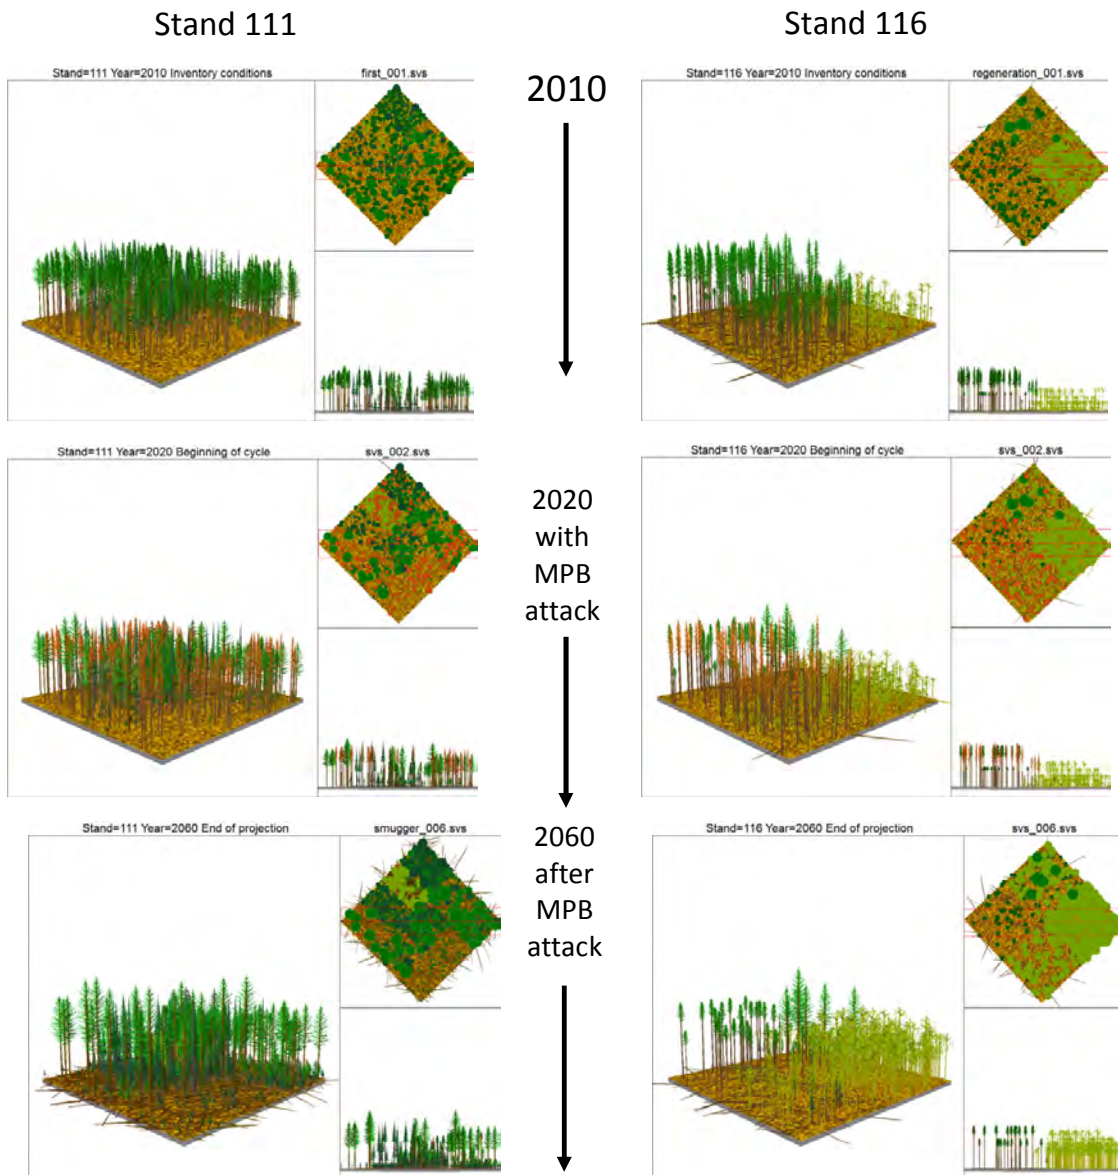 Stand 111
Stand 116
Stand=111 Year=2010 Inventory conditions
first_001.svs
2010
Stand=116 Year=2010 Inventory conditions
regeneration_001.svs
Stand=111 Year=2020 Beginning of cycle
svs_002.svs
2020
with
MPB
attack
Stand=116 Year=2020 Beginning of cycle
svs_002.svs
Stand=111 Year=2060 End of projection
smugger_006.svs
2060
after
MPB
attack
Stand=116 Year=2060 End of projection
svs_006.svs